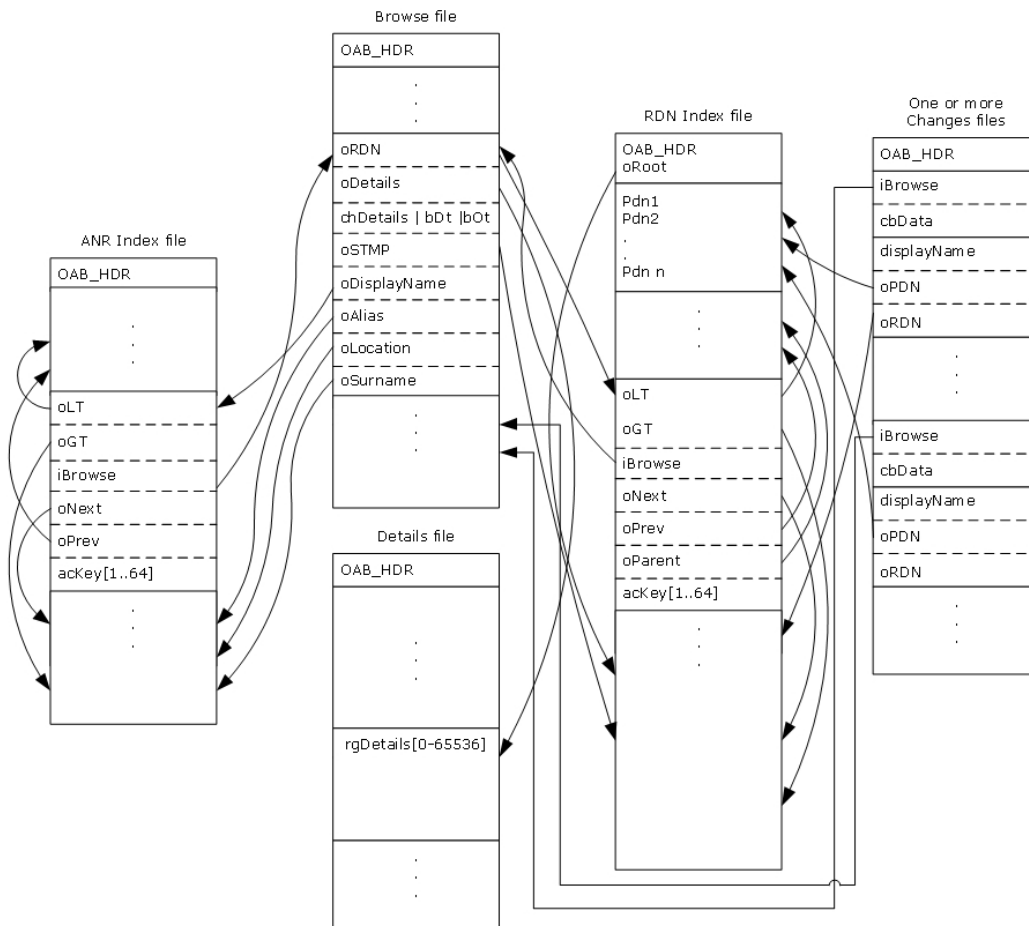 Browse file
OAB_HDR
.
.
.
oRDN
oDetails
chDetails | bDt |bOt
oSTMP
oDisplayName
oAlias
oLocation
oSurname
.
.
.
ANR Index file
OAB_HDR
.
.
.
oLT
oGT
iBrowse
oNext
oPrev
acKey[1..64]
.
.
.
Details file
OAB_HDR
.
.
.
rgDetails[0-65536]
.
.
.
RDN Index file
OAB_HDR
oRoot
Pdn1
Pdn2
.
.
Pdn n
.
.
.
oLT
oGT
iBrowse
oNext
oPrev
oParent
acKey[1..64]
.
.
.
One or more
Changes files
OAB_HDR
iBrowse
cbData
displayName
oPDN
oRDN
.
.
.
iBrowse
cbData
displayName
oPDN
oRDN
.
.
.